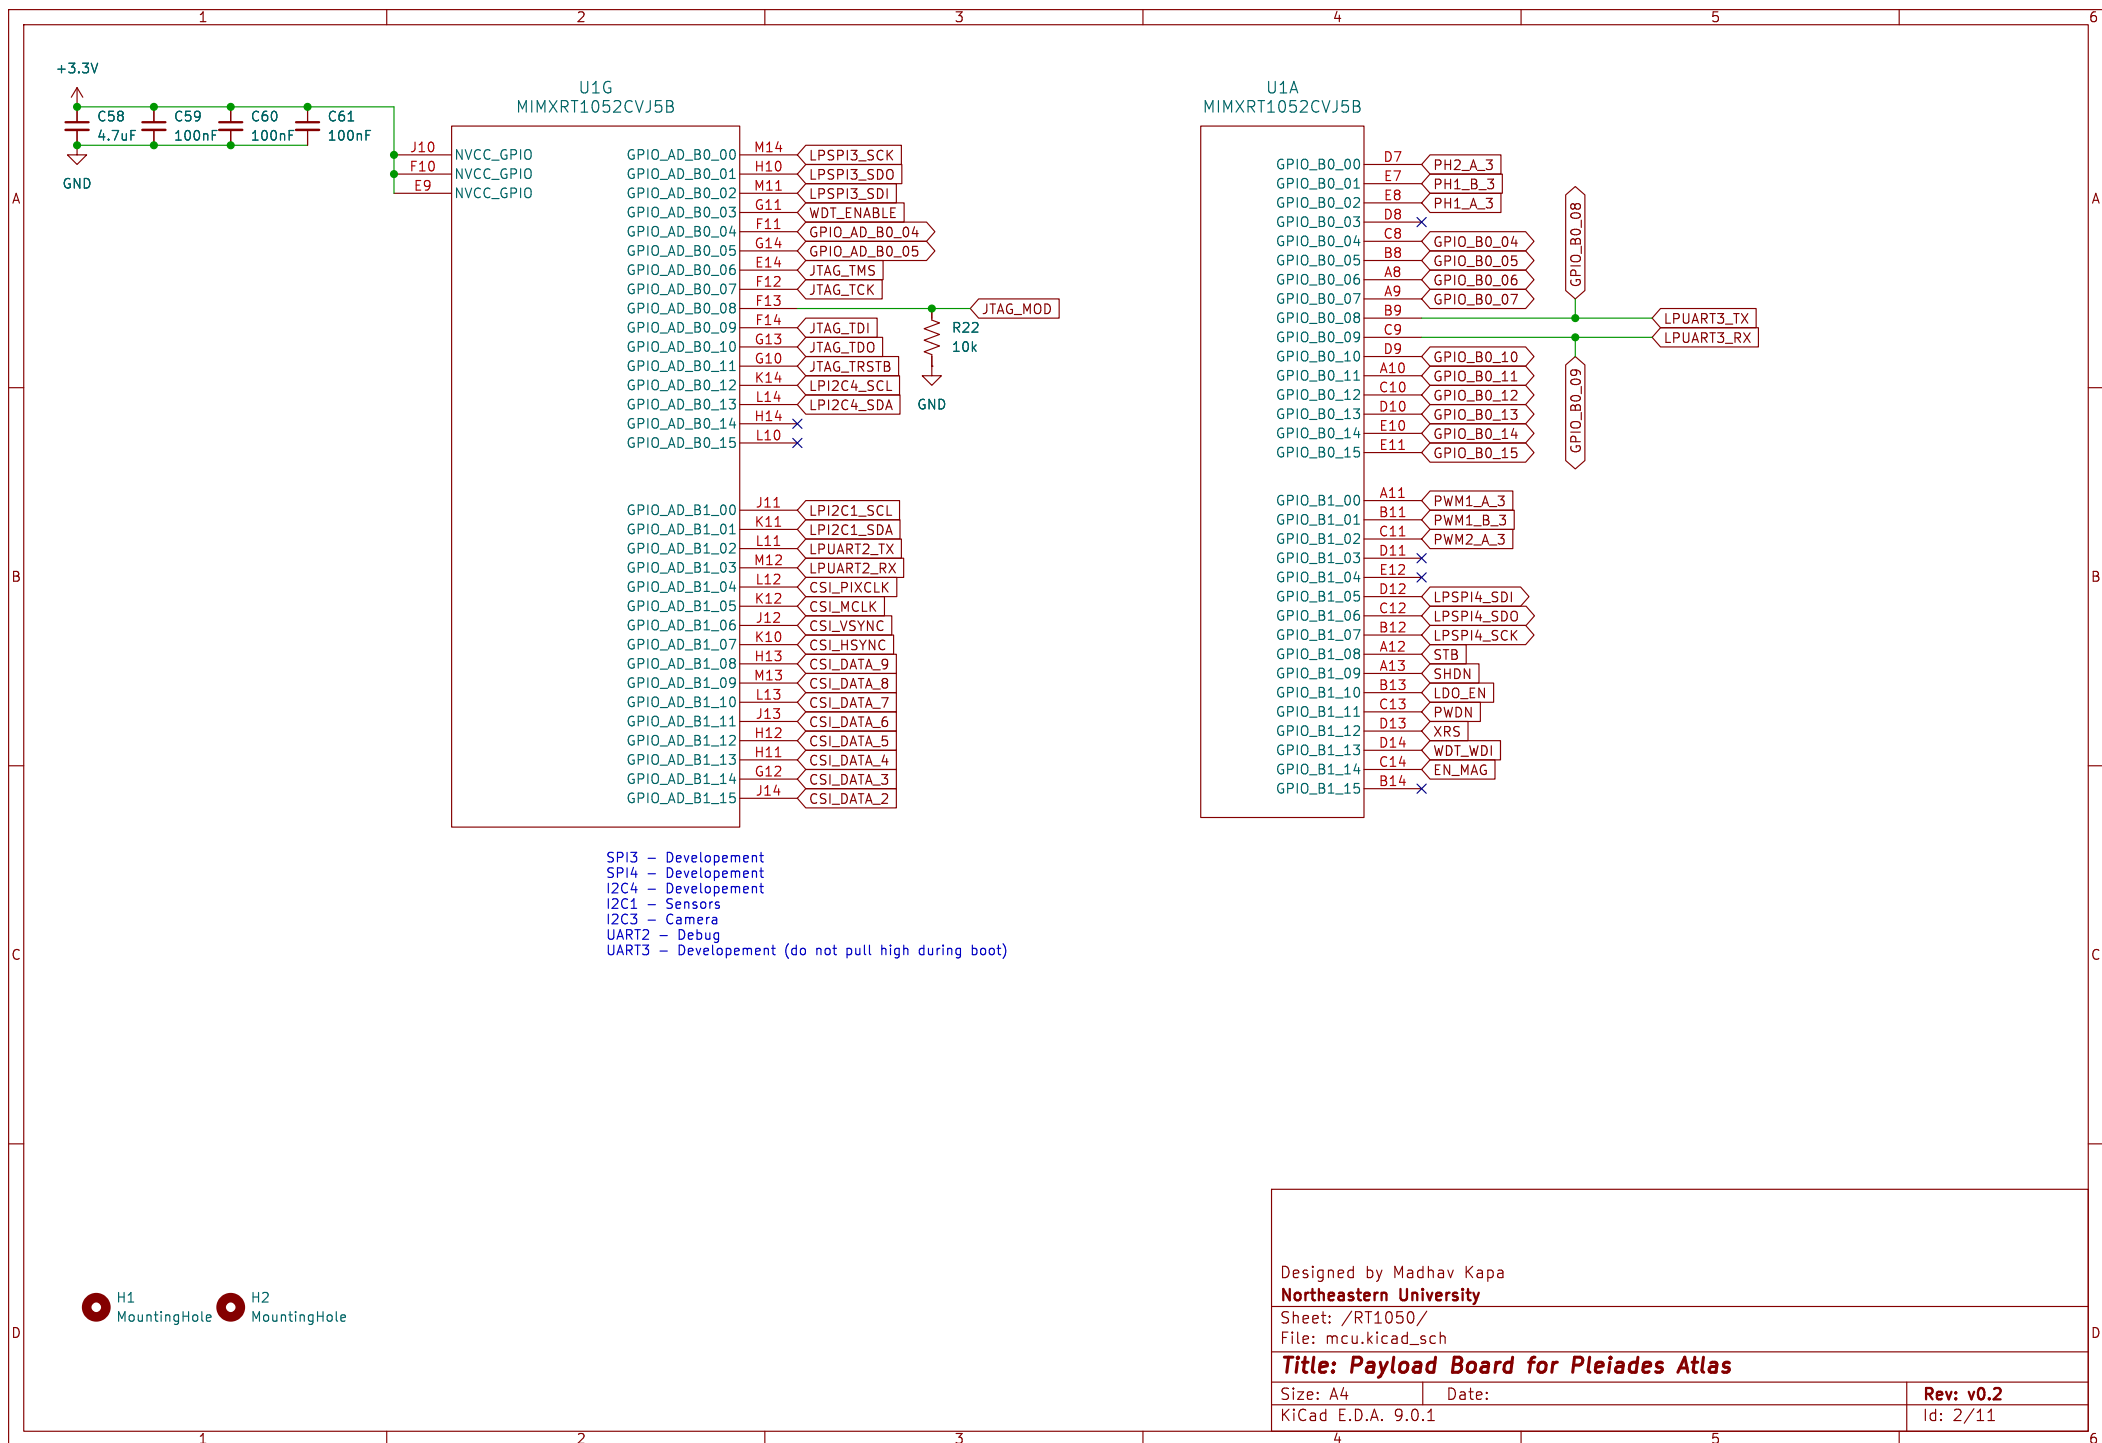 1 2 3 4 5 6
+3.3V
C58
4.7uF
C59
100nF
C60
100nF
C61
100nF
GND
A
B
C
D
U1G
MIMXRT1052CVJ5B
J10 NVCC_GPIO
F10 NVCC_GPIO
E9 NVCC_GPIO
GPIO_AD_B0_00 M14 LPSPI3_SCK
GPIO_AD_B0_01 H10 LPSPI3_SDO
GPIO_AD_B0_02 M11 LPSPI3_SDI
GPIO_AD_B0_03 G11 WDT_ENABLE
GPIO_AD_B0_04 F11 GPIO_AD_B0_04
GPIO_AD_B0_05 G14 GPIO_AD_B0_05
GPIO_AD_B0_06 E14 JTAG_TMS
GPIO_AD_B0_07 F12 JTAG_TCK
GPIO_AD_B0_08 F13 JTAG_MOD
GPIO_AD_B0_09 F14 JTAG_TDI
GPIO_AD_B0_10 G13 JTAG_TDO
GPIO_AD_B0_11 G10 JTAG_TRSTB
GPIO_AD_B0_12 K14 LPI2C4_SCL
GPIO_AD_B0_13 L14 LPI2C4_SDA
GPIO_AD_B0_14 H14
GPIO_AD_B0_15 L10
R22
10k
GND
GPIO_AD_B1_00 J11 LPI2C1_SCL
GPIO_AD_B1_01 K11 LPI2C1_SDA
GPIO_AD_B1_02 L11 LPUART2_TX
GPIO_AD_B1_03 M12 LPUART2_RX
GPIO_AD_B1_04 L12 CSI_PIXCLK
GPIO_AD_B1_05 K12 CSI_MCLK
GPIO_AD_B1_06 J12 CSI_VSYNC
GPIO_AD_B1_07 K10 CSI_HSYNC
GPIO_AD_B1_08 H13 CSI_DATA_9
GPIO_AD_B1_09 M13 CSI_DATA_8
GPIO_AD_B1_10 L13 CSI_DATA_7
GPIO_AD_B1_11 J13 CSI_DATA_6
GPIO_AD_B1_12 H12 CSI_DATA_5
GPIO_AD_B1_13 H11 CSI_DATA_4
GPIO_AD_B1_14 G12 CSI_DATA_3
GPIO_AD_B1_15 J14 CSI_DATA_2
SPI3 - Developement
SPI4 - Developement
I2C4 - Developement
I2C1 - Sensors
I2C3 - Camera
UART2 - Debug
UART3 - Developement (do not pull high during boot)
U1A
MIMXRT1052CVJ5B
GPIO_B0_00 D7 PH2_A_3
GPIO_B0_01 E7 PH1_B_3
GPIO_B0_02 E8 PH1_A_3
GPIO_B0_03 D8
GPIO_B0_04 C8 GPIO_B0_04
GPIO_B0_05 B8 GPIO_B0_05
GPIO_B0_06 A8 GPIO_B0_06
GPIO_B0_07 A9 GPIO_B0_07
GPIO_B0_08 B9 LPUART3_TX
GPIO_B0_09 C9 LPUART3_RX
GPIO_B0_10 D9 GPIO_B0_10
GPIO_B0_11 A10 GPIO_B0_11
GPIO_B0_12 C10 GPIO_B0_12
GPIO_B0_13 D10 GPIO_B0_13
GPIO_B0_14 E10 GPIO_B0_14
GPIO_B0_15 E11 GPIO_B0_15
GPIO_B0_08
GPIO_B0_09
GPIO_B1_00 A11 PWM1_A_3
GPIO_B1_01 B11 PWM1_B_3
GPIO_B1_02 C11 PWM2_A_3
GPIO_B1_03 D11
GPIO_B1_04 E12
GPIO_B1_05 D12 LPSPI4_SDI
GPIO_B1_06 C12 LPSPI4_SDO
GPIO_B1_07 B12 LPSPI4_SCK
GPIO_B1_08 A12 STB
GPIO_B1_09 A13 SHDN
GPIO_B1_10 B13 LDO_EN
GPIO_B1_11 C13 PWDN
GPIO_B1_12 D13 XRS
GPIO_B1_13 D14 WDT_WDI
GPIO_B1_14 C14 EN_MAG
GPIO_B1_15 B14
A
B
C
D
H1
MountingHole
H2
MountingHole
Designed by Madhav Kapa
Northeastern University
Sheet: /RT1050/
File: mcu.kicad_sch
Title: Payload Board for Pleiades Atlas
Size: A4 Date: Rev: v0.2
KiCad E.D.A. 9.0.1 Id: 2/11
1 2 3 4 5 6